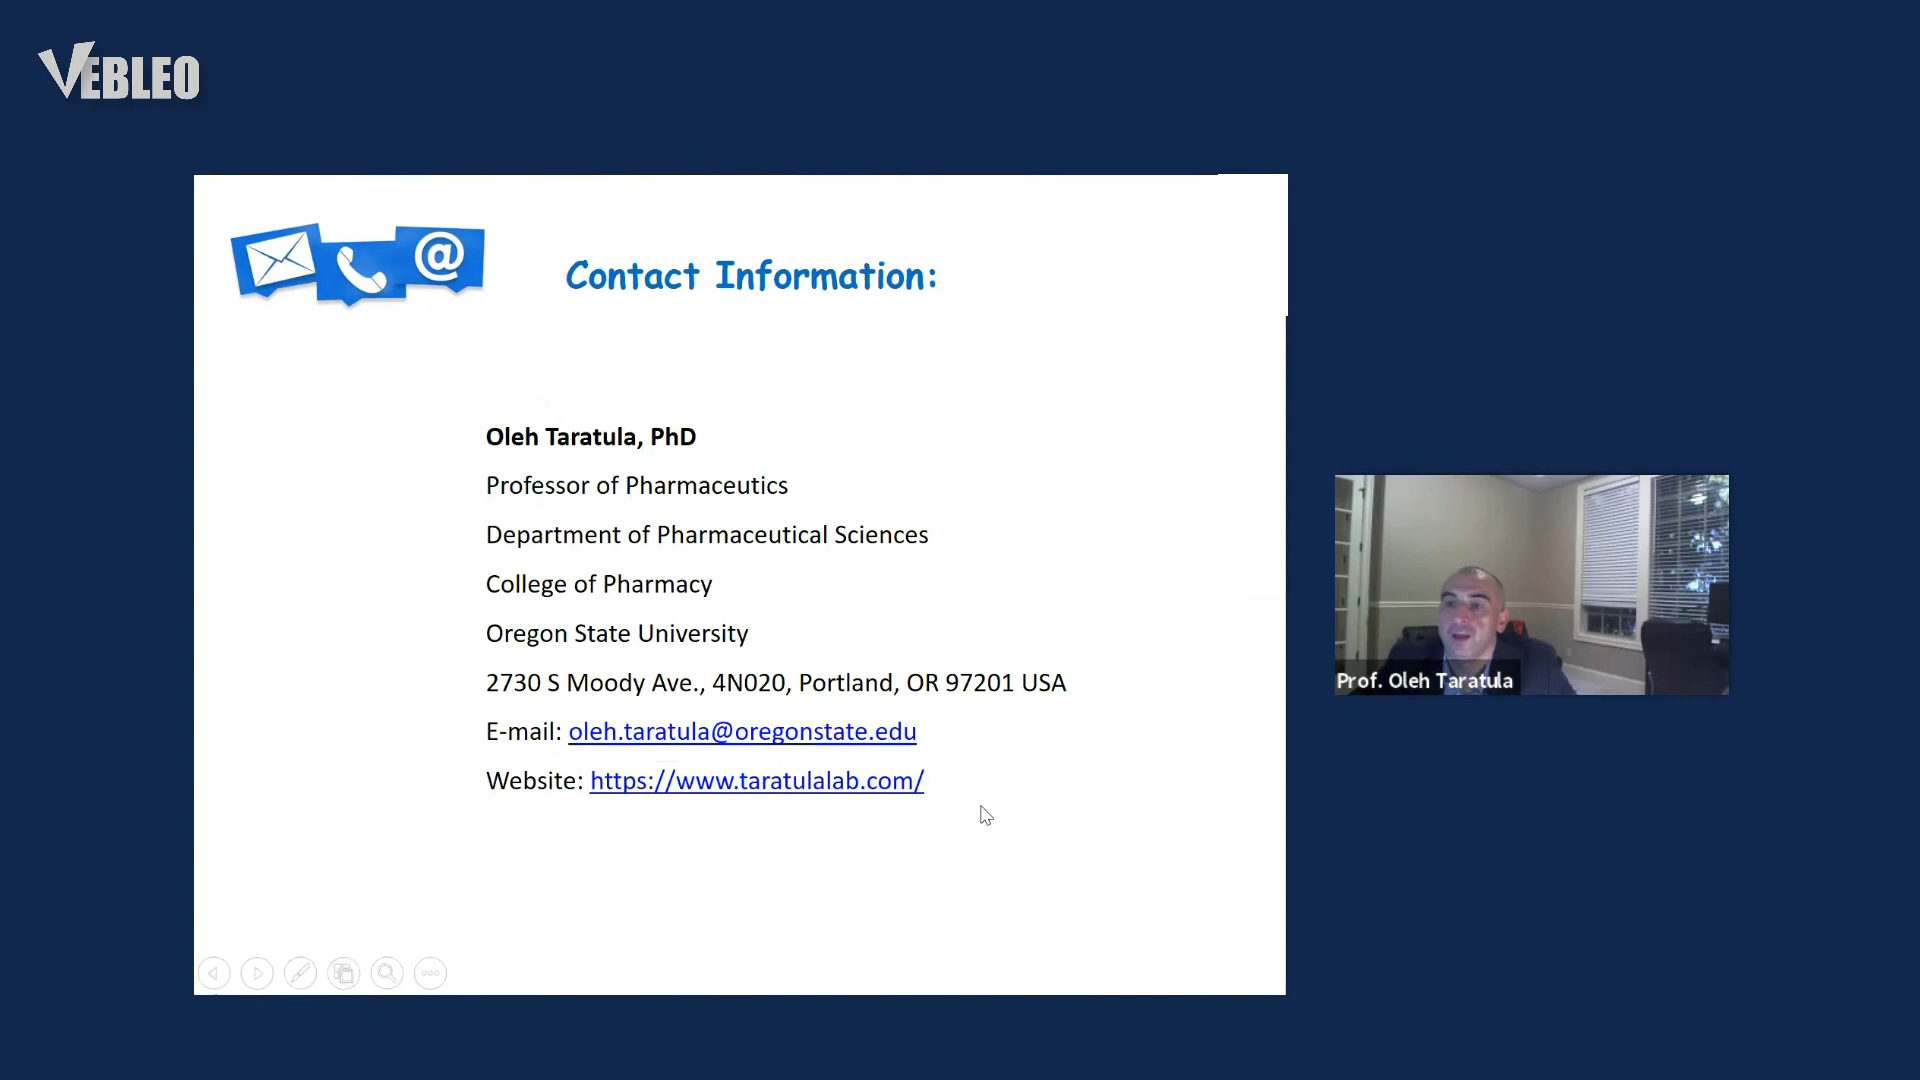 VEBLEO
@
Contact Information:
Oleh Taratula, PhD
Professor of Pharmaceutics
Department of Pharmaceutical Sciences
College of Pharmacy
Oregon State University
2730 S Moody Ave., 4N020, Portland, OR 97201 USA
E-mail: oleh.taratula@oregonstate.edu
Website: https://www.taratulalab.com/
Prof. Oleh Taratula